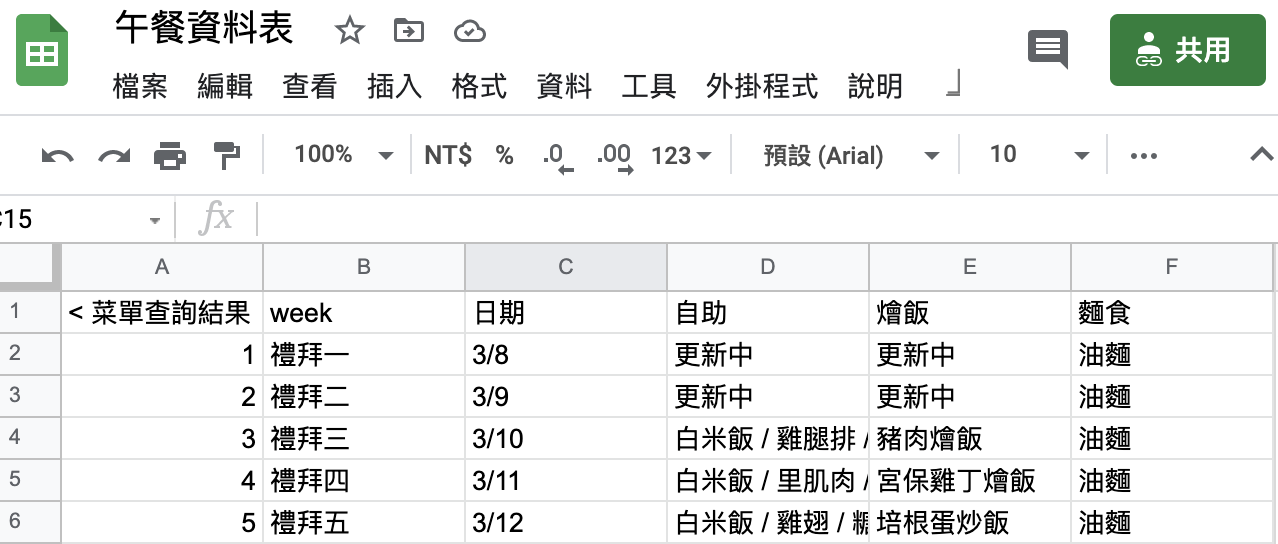 午餐資料表
共用
檔案 編輯 查看 插入 格式 資料 工具 外掛程式 說明
100% NT$ % .0 .00 123 預設 (Arial) 10
15 fx
A B C D E F
1 < 菜單查詢結果 week 日期 自助 燴飯 麵食
2 1 禮拜一 3/8 更新中 更新中 油麵
3 2 禮拜二 3/9 更新中 更新中 油麵
4 3 禮拜三 3/10 白米飯 / 雞腿排 / 豬肉燴飯 油麵
5 4 禮拜四 3/11 白米飯 / 里肌肉 / 宮保雞丁燴飯 油麵
6 5 禮拜五 3/12 白米飯 / 雞翅 / 培根蛋炒飯 油麵